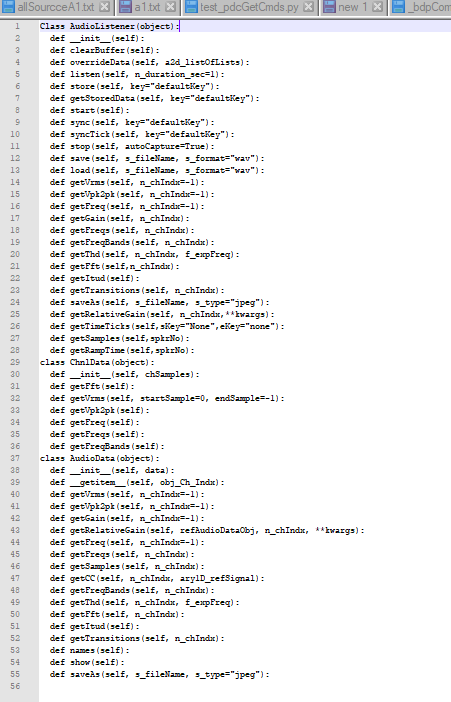 allSourcceA1.txt a1.txt test_pdcGetCmds.py new 1 _bdpCom
1 Class AudioListener(object):
2 def __init__(self):
3 def clearBuffer(self):
4 def overrideData(self, a2d_listOfLists):
5 def listen(self, n_duration_sec=1):
6 def store(self, key="defaultKey"):
7 def getStoredData(self, key="defaultKey"):
8 def start(self):
9 def sync(self, key="defaultKey"):
10 def syncTick(self, key="defaultKey"):
11 def stop(self, autoCapture=True):
12 def save(self, s_fileName, s_format="wav"):
13 def load(self, s_fileName, s_format="wav"):
14 def getVrms(self, n_chIndx=-1):
15 def getVpk2pk(self, n_chIndx=-1):
16 def getFreq(self, n_chIndx=-1):
17 def getGain(self, n_chIndx):
18 def getFreqs(self, n_chIndx):
19 def getFreqBands(self, n_chIndx):
20 def getThd(self, n_chIndx, f_expFreq):
21 def getFft(self,n_chIndx):
22 def getItud(self):
23 def getTransitions(self, n_chIndx):
24 def saveAs(self, s_fileName, s_type="jpeg"):
25 def getRelativeGain(self, n_chIndx,**kwargs):
26 def getTimeTicks(self,sKey="None",eKey="none"):
27 def getSamples(self,spkrNo):
28 def getRampTime(self,spkrNo):
29 class ChnlData(object):
30 def __init__(self, chSamples):
31 def getFft(self):
32 def getVrms(self, startSample=0, endSample=-1):
33 def getVpk2pk(self):
34 def getFreq(self):
35 def getFreqs(self):
36 def getFreqBands(self):
37 class AudioData(object):
38 def __init__(self, data):
39 def __getitem__(self, obj_Ch_Indx):
40 def getVrms(self, n_chIndx=-1):
41 def getVpk2pk(self, n_chIndx=-1):
42 def getGain(self, n_chIndx=-1):
43 def getRelativeGain(self, refAudioDataObj, n_chIndx, **kwargs):
44 def getFreq(self, n_chIndx=-1):
45 def getFreqs(self, n_chIndx):
46 def getSamples(self, n_chIndx):
47 def getCC(self, n_chIndx, ary1D_refSignal):
48 def getFreqBands(self, n_chIndx):
49 def getThd(self, n_chIndx, f_expFreq):
50 def getFft(self, n_chIndx):
51 def getItud(self):
52 def getTransitions(self, n_chIndx):
53 def names(self):
54 def show(self):
55 def saveAs(self, s_fileName, s_type="jpeg"):
56